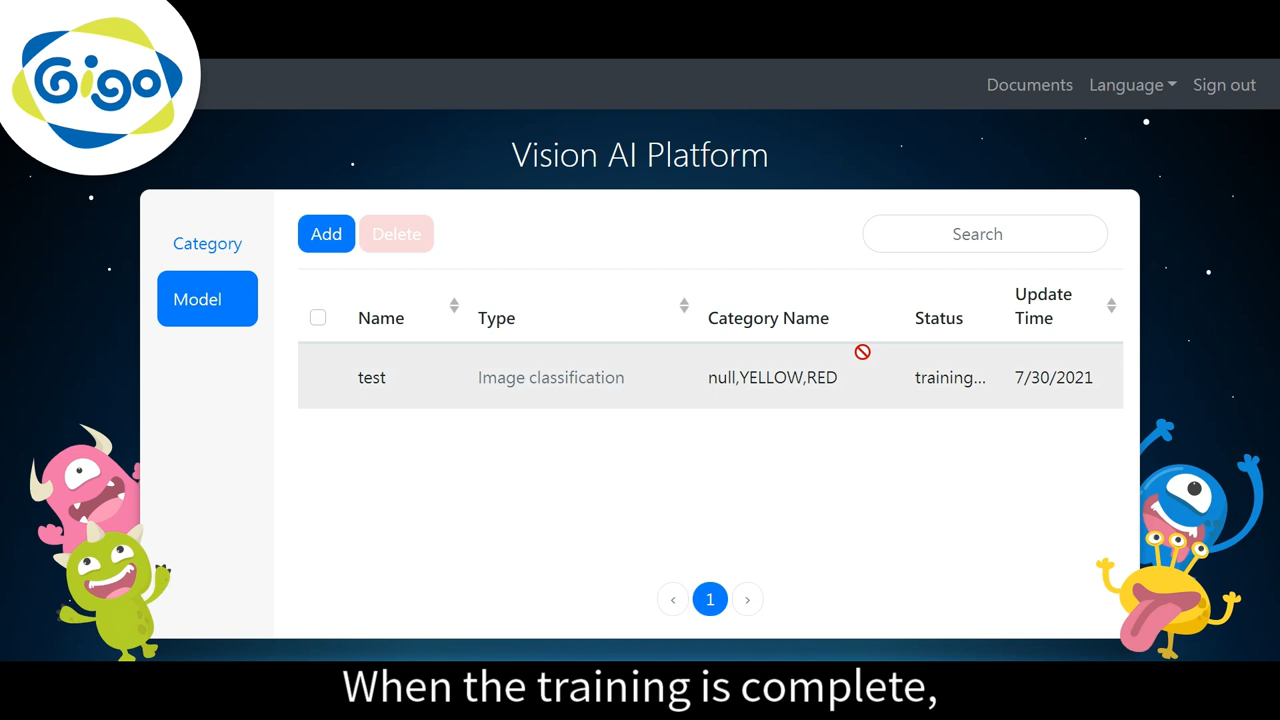 Gigo
Documents Language Sign out
Vision AI Platform
Category
Model
Add Delete Search
Name Type Category Name Status Update Time
test Image classification null,YELLOW,RED training... 7/30/2021
‹ 1 ›
When the training is complete,